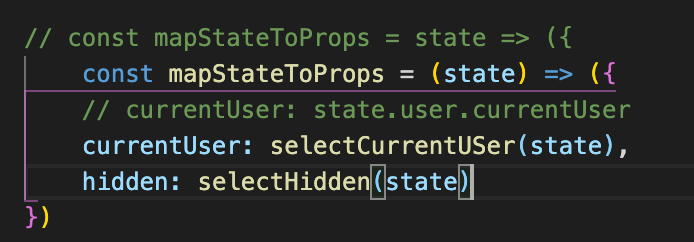 // const mapStateToProps = state => ({
const mapStateToProps = (state) => ({
// currentUser: state.user.currentUser
currentUser: selectCurrentUSer(state),
hidden: selectHidden(state)
})